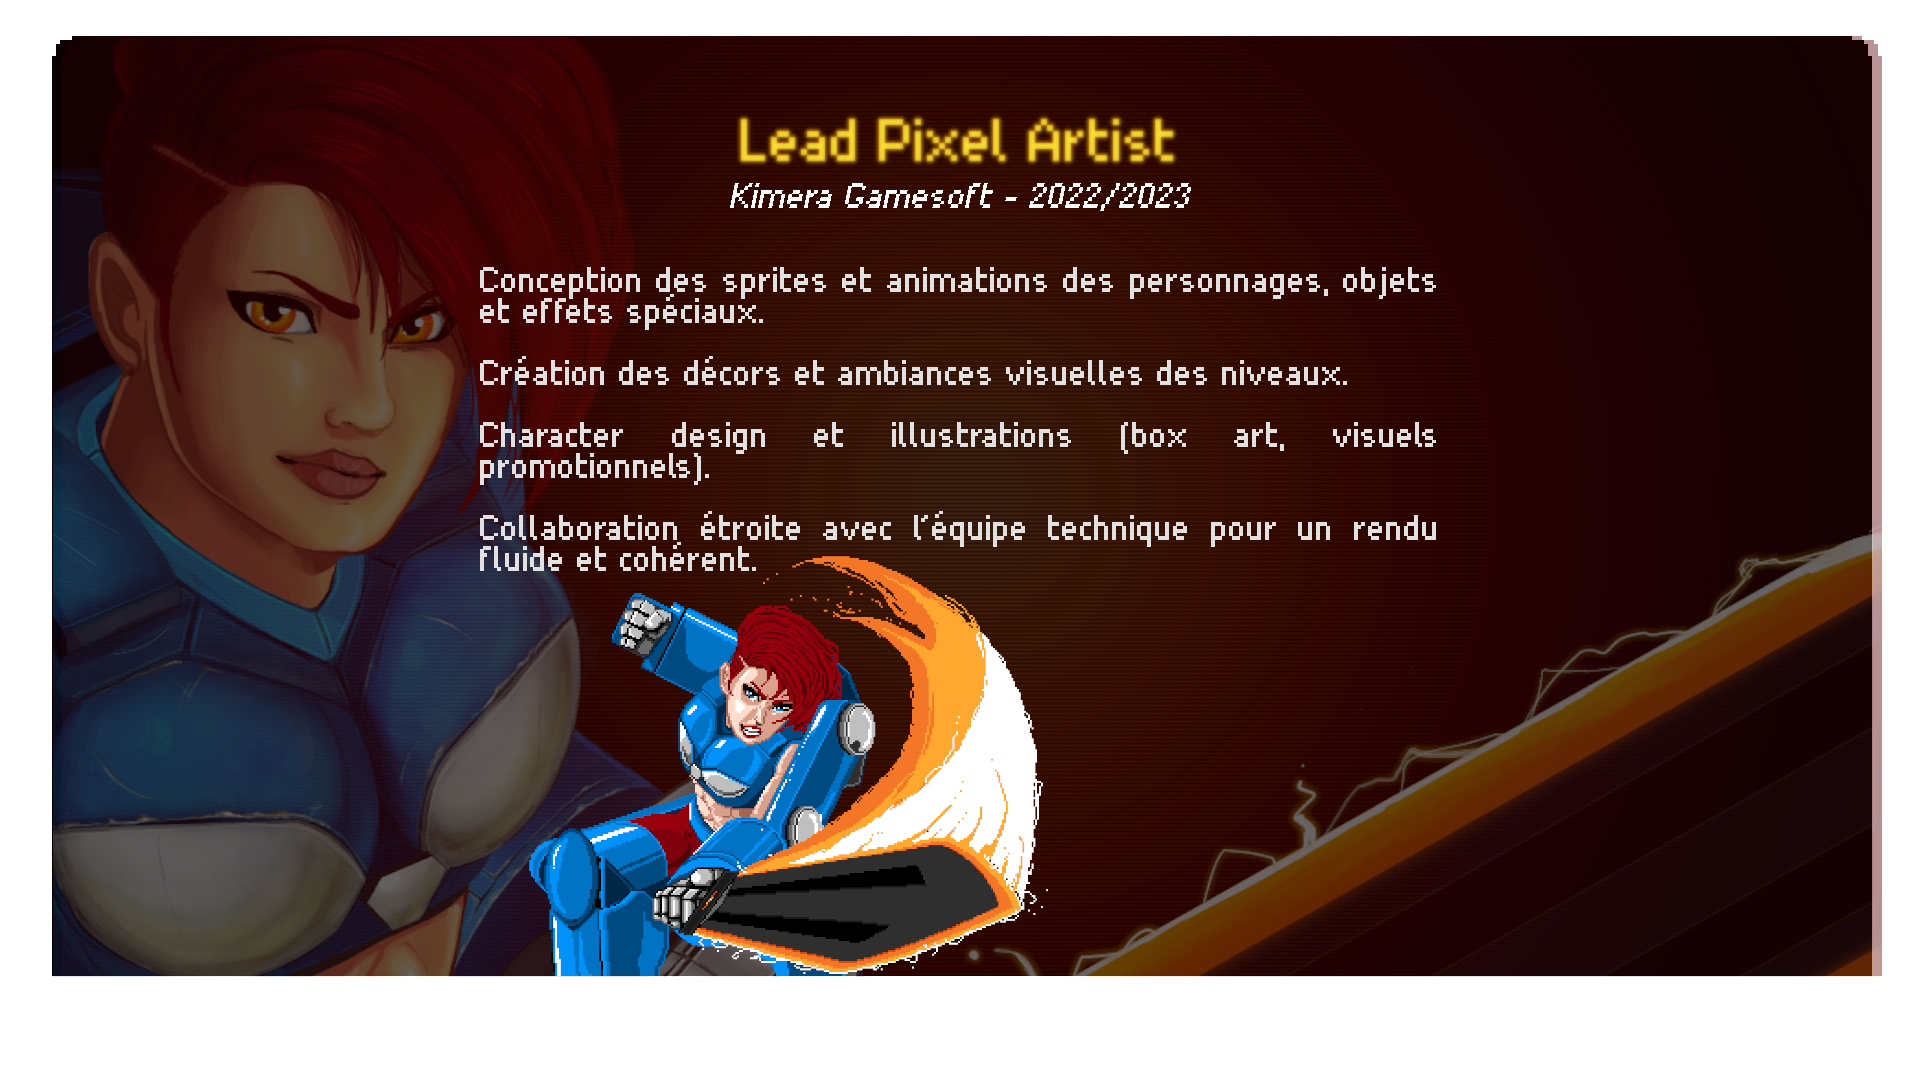 Lead Pixel Artist
Kimera Gamesoft - 2022/2023
Conception des sprites et animations des personnages, objets
et effets spéciaux.
Création des décors et ambiances visuelles des niveaux.
Character design et illustrations (box art, visuels
promotionnels).
Collaboration étroite avec l'équipe technique pour un rendu
fluide et cohérent.